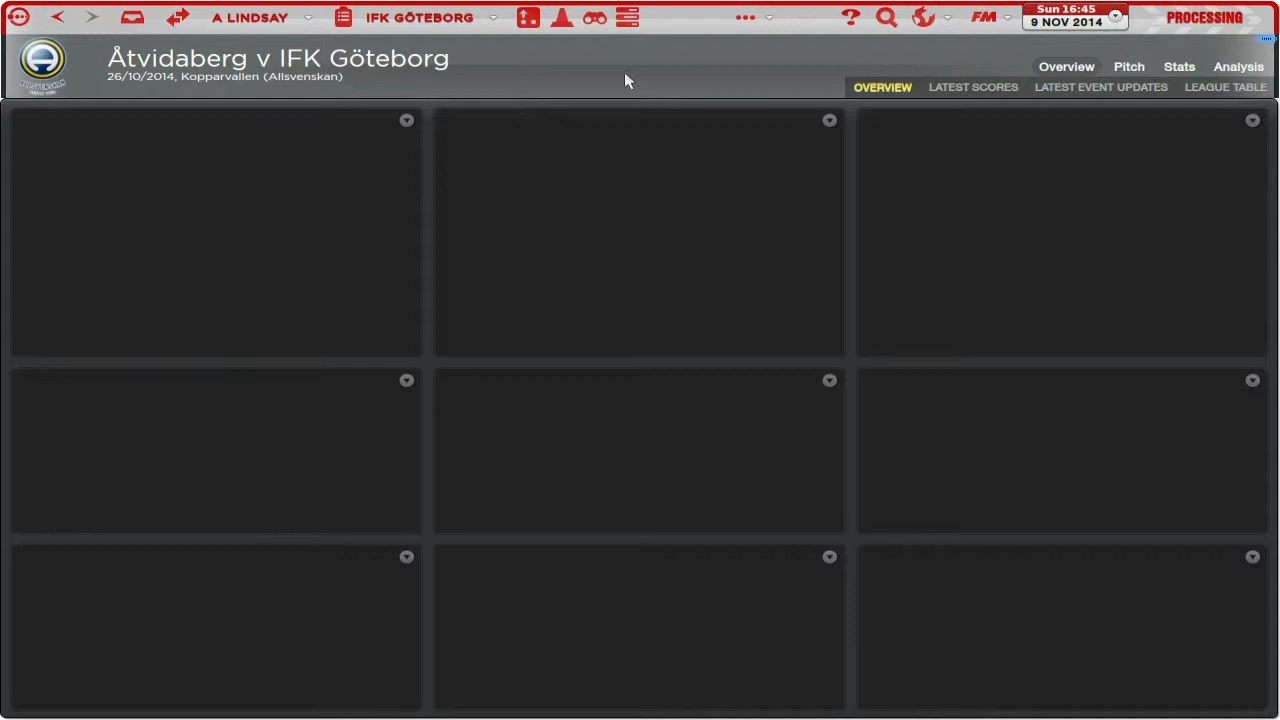 A LINDSAY
IFK GÖTEBORG
FM
Sun 16:45
9 NOV 2014
PROCESSING
Åtvidaberg v IFK Göteborg
26/10/2014, Kopparvallen (Allsvenskan)
Overview Pitch Stats Analysis
OVERVIEW LATEST SCORES LATEST EVENT UPDATES LEAGUE TABLE